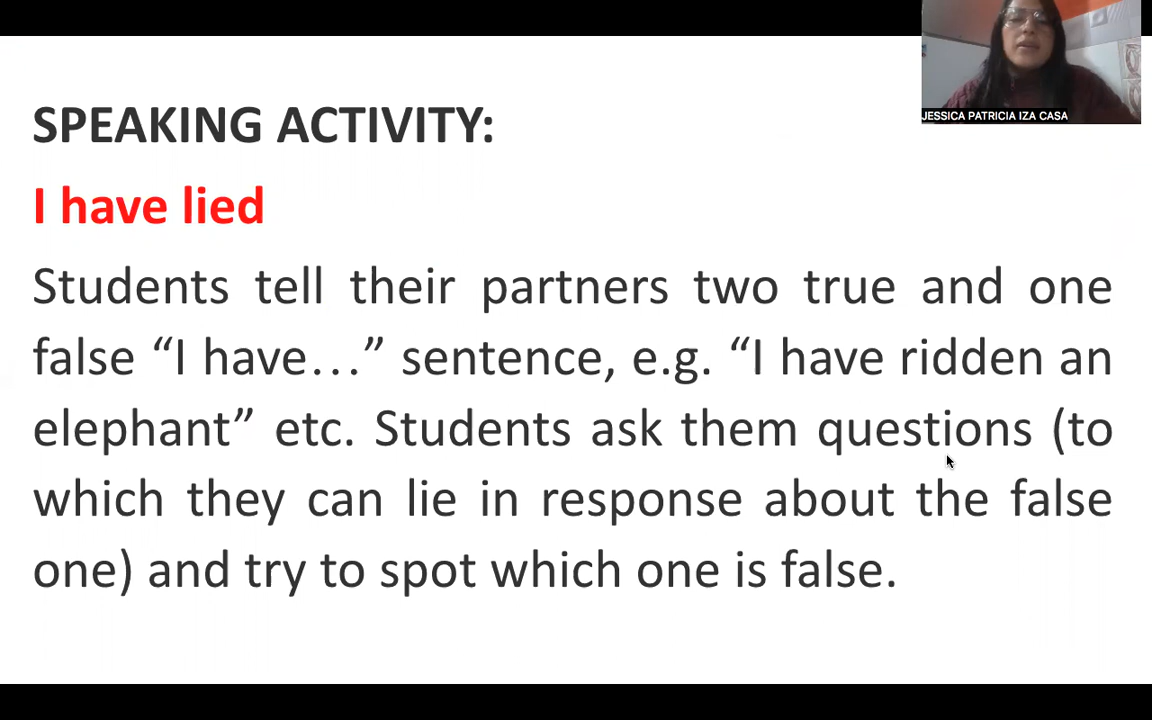 JESSICA PATRICIA IZA CASA
SPEAKING ACTIVITY:
I have lied
Students tell their partners two true and one
false “I have…” sentence, e.g. “I have ridden an
elephant” etc. Students ask them questions (to
which they can lie in response about the false
one) and try to spot which one is false.